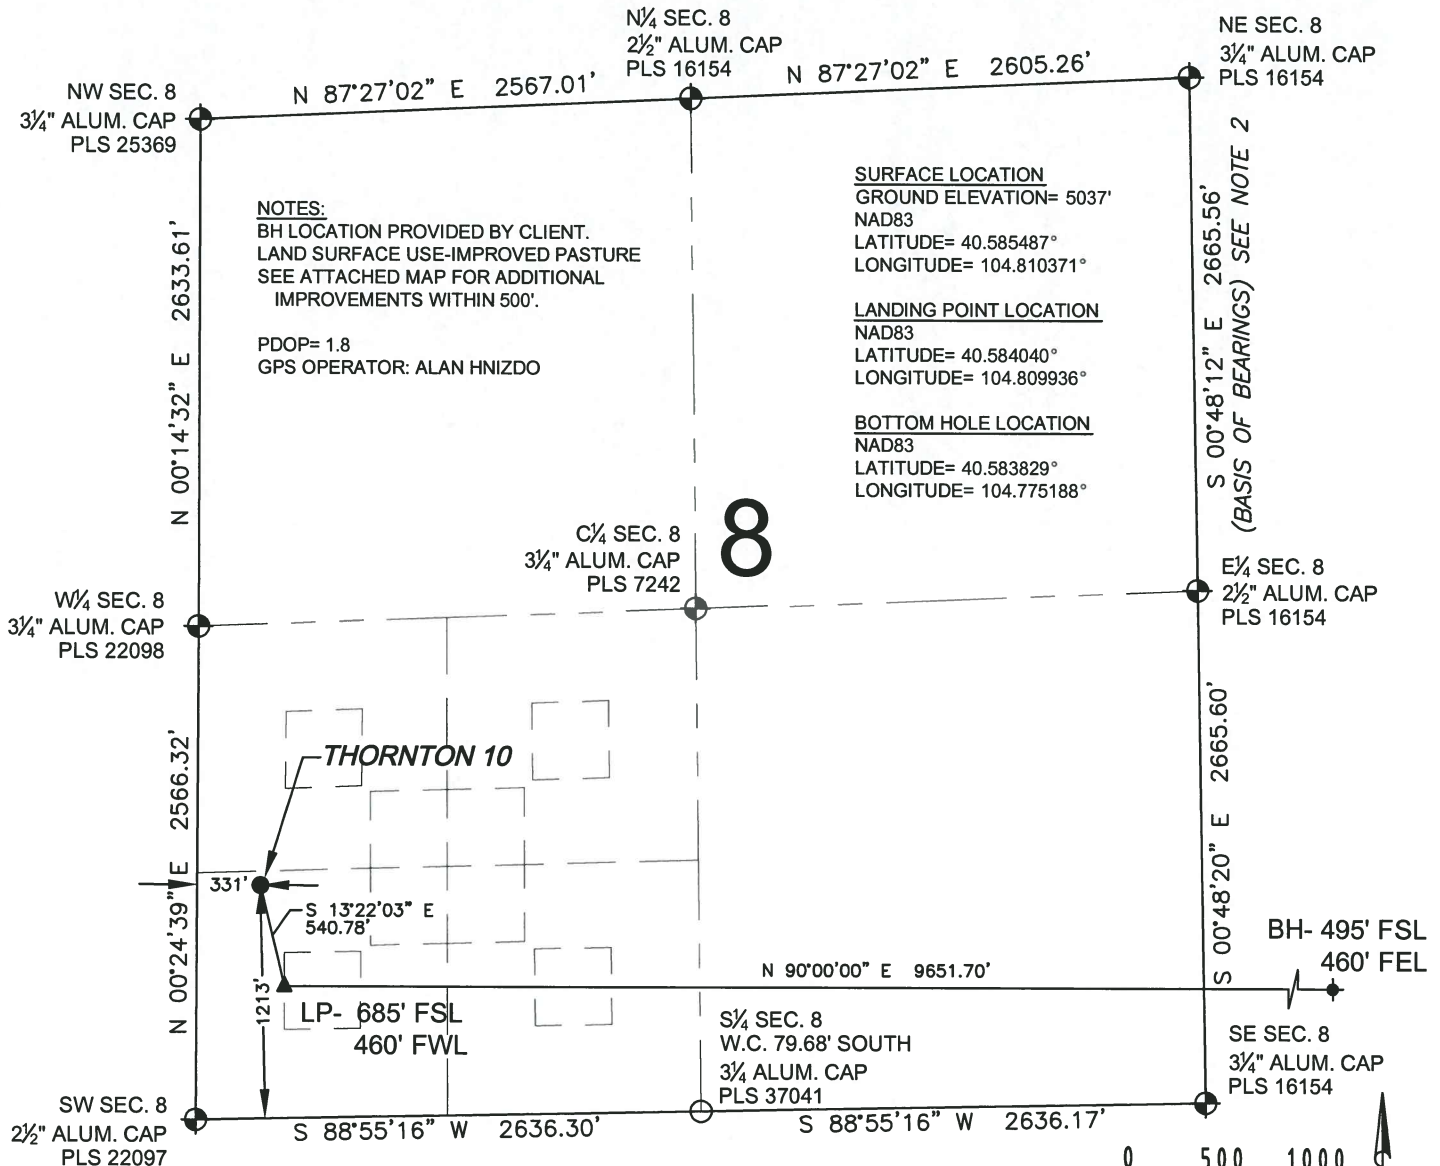 N¼ SEC. 8
2½" ALUM. CAP
PLS 16154
NE SEC. 8
3¼" ALUM. CAP
PLS 16154
NW SEC. 8
3¼" ALUM. CAP
PLS 25369
N 87°27'02" E 2567.01'
N 87°27'02" E 2605.26'
NOTES:
BH LOCATION PROVIDED BY CLIENT.
LAND SURFACE USE-IMPROVED PASTURE
SEE ATTACHED MAP FOR ADDITIONAL
IMPROVEMENTS WITHIN 500'.
PDOP= 1.8
GPS OPERATOR: ALAN HNIZDO
SURFACE LOCATION
GROUND ELEVATION= 5037'
NAD83
LATITUDE= 40.585487°
LONGITUDE= 104.810371°
LANDING POINT LOCATION
NAD83
LATITUDE= 40.584040°
LONGITUDE= 104.809936°
BOTTOM HOLE LOCATION
NAD83
LATITUDE= 40.583829°
LONGITUDE= 104.775188°
N 00°14'32" E 2633.61'
S 00°48'12" E 2665.56'
(BASIS OF BEARINGS) SEE NOTE 2
C¼ SEC. 8
3¼" ALUM. CAP
PLS 7242
8
W¼ SEC. 8
3¼" ALUM. CAP
PLS 22098
E¼ SEC. 8
2½" ALUM. CAP
PLS 16154
THORNTON 10
N 00°24'39" E 2566.32'
S 00°48'20" E 2665.60'
331'
S 13°22'03" E
540.78'
1213'
N 90°00'00" E 9651.70'
BH- 495' FSL
460' FEL
LP- 685' FSL
460' FWL
S¼ SEC. 8
W.C. 79.68' SOUTH
3¼ ALUM. CAP
PLS 37041
SE SEC. 8
3¼" ALUM. CAP
PLS 16154
SW SEC. 8
2½" ALUM. CAP
PLS 22097
S 88°55'16" W 2636.30'
S 88°55'16" W 2636.17'
0 500 1000